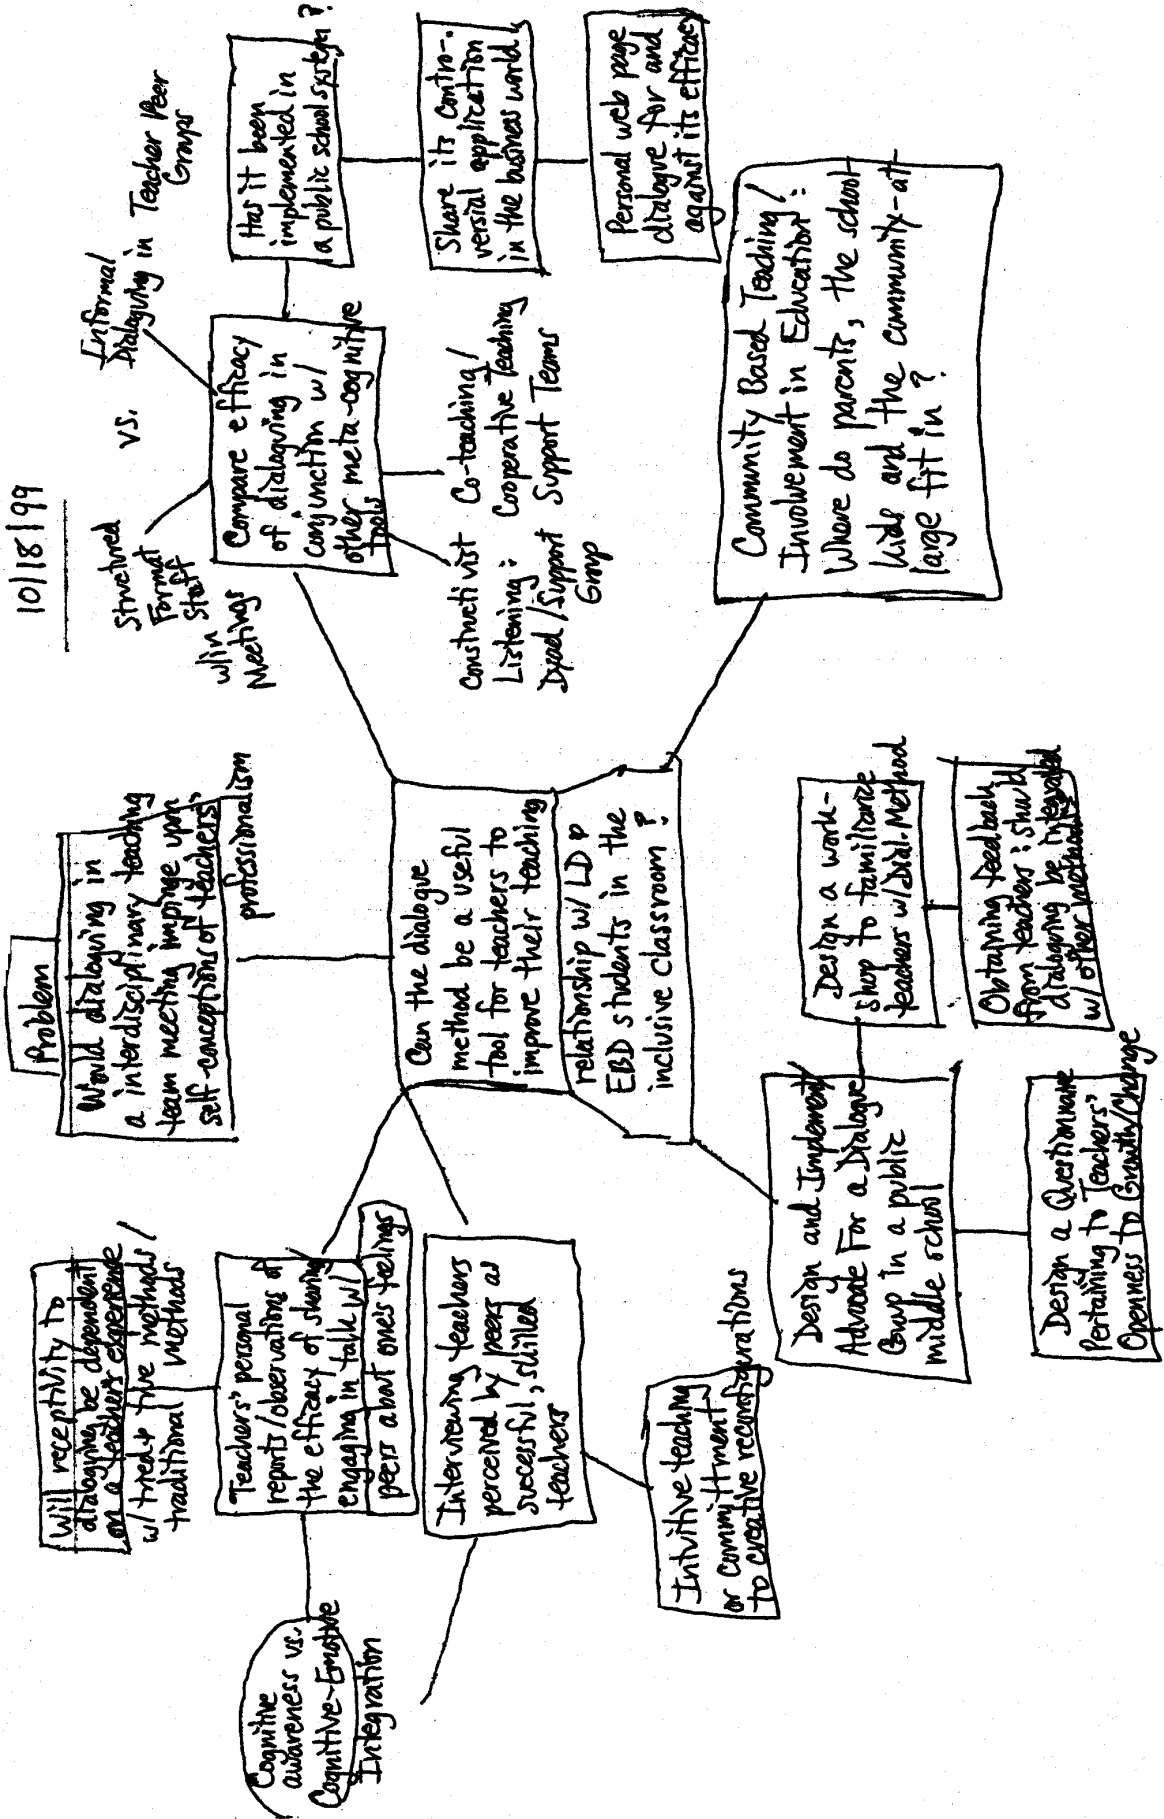 10/18/99
Problem
Would dialoguing in
a interdisciplinary teaching
team meeting impinge upon
self-conceptions of teachers'
professionalism
Will receptivity to
dialoguing be dependent
on a teacher's experience
w/ tried + true methods/
traditional methods
Teachers' personal
reports/observations of
the efficacy of sharing
engaging in talk w/
peers about one's feelings
Cognitive
awareness vs.
Cognitive-Emotive
Integration
Interviewing teachers
perceived by peers as
successful, skilled
teachers
Intuitive teaching
or committment
to creative reconfigurations
Can the dialogue
method be a useful
tool for teachers to
improve their teaching
relationship w/ LD +
EBD students in the
inclusive classroom?
Structured
Format
Staff
w/in
Meetings
vs.
Informal
Dialoguing in Teacher Peer
Groups
Compare efficacy
of dialoguing in
conjunction w/
other meta-cognitive
tools
Constructivist
Listening:
Dyad/Support
Group
Co-teaching/
Cooperative Teaching
Support Teams
Has it been
implemented in
a public school system?
Share its contro-
versial application
in the business world
Personal web page
dialogue for and
against its efficacy
Community Based Teaching/
Involvement in Education:
Where do parents, the school
kids and the community-at-
large fit in?
Design and Implement
Advocate For a Dialogue
Group in a public
middle school
Design a work-
shop to familiarize
teachers w/ Dial. Method
Obtaining feedback
from teachers: should
dialoging be integrated
w/ other methods
Design a Questionnaire
Pertaining to Teachers'
Openness to Growth/Change